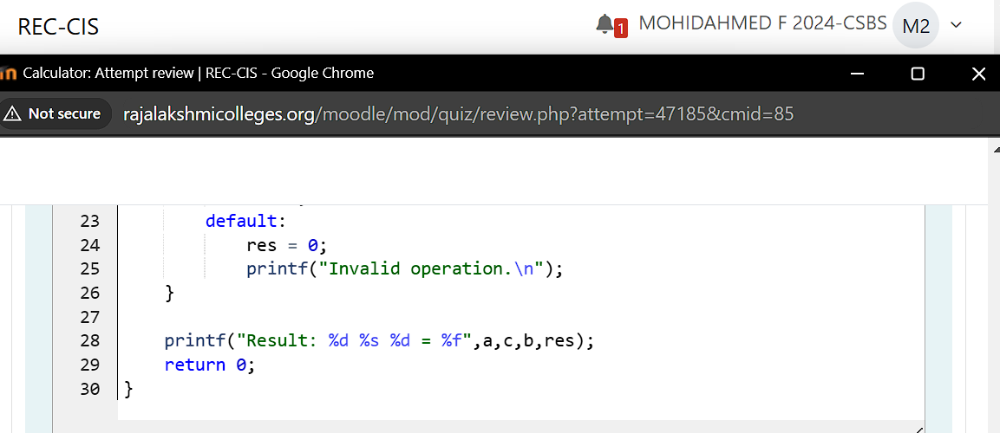 REC-CIS
1 MOHIDAHMED F 2024-CSBS M2
Calculator: Attempt review | REC-CIS - Google Chrome
Not secure rajalakshmicolleges.org/moodle/mod/quiz/review.php?attempt=47185&cmid=85
23 default:
24 res = 0;
25 printf("Invalid operation.\n");
26 }
27
28 printf("Result: %d %s %d = %f",a,c,b,res);
29 return 0;
30 }